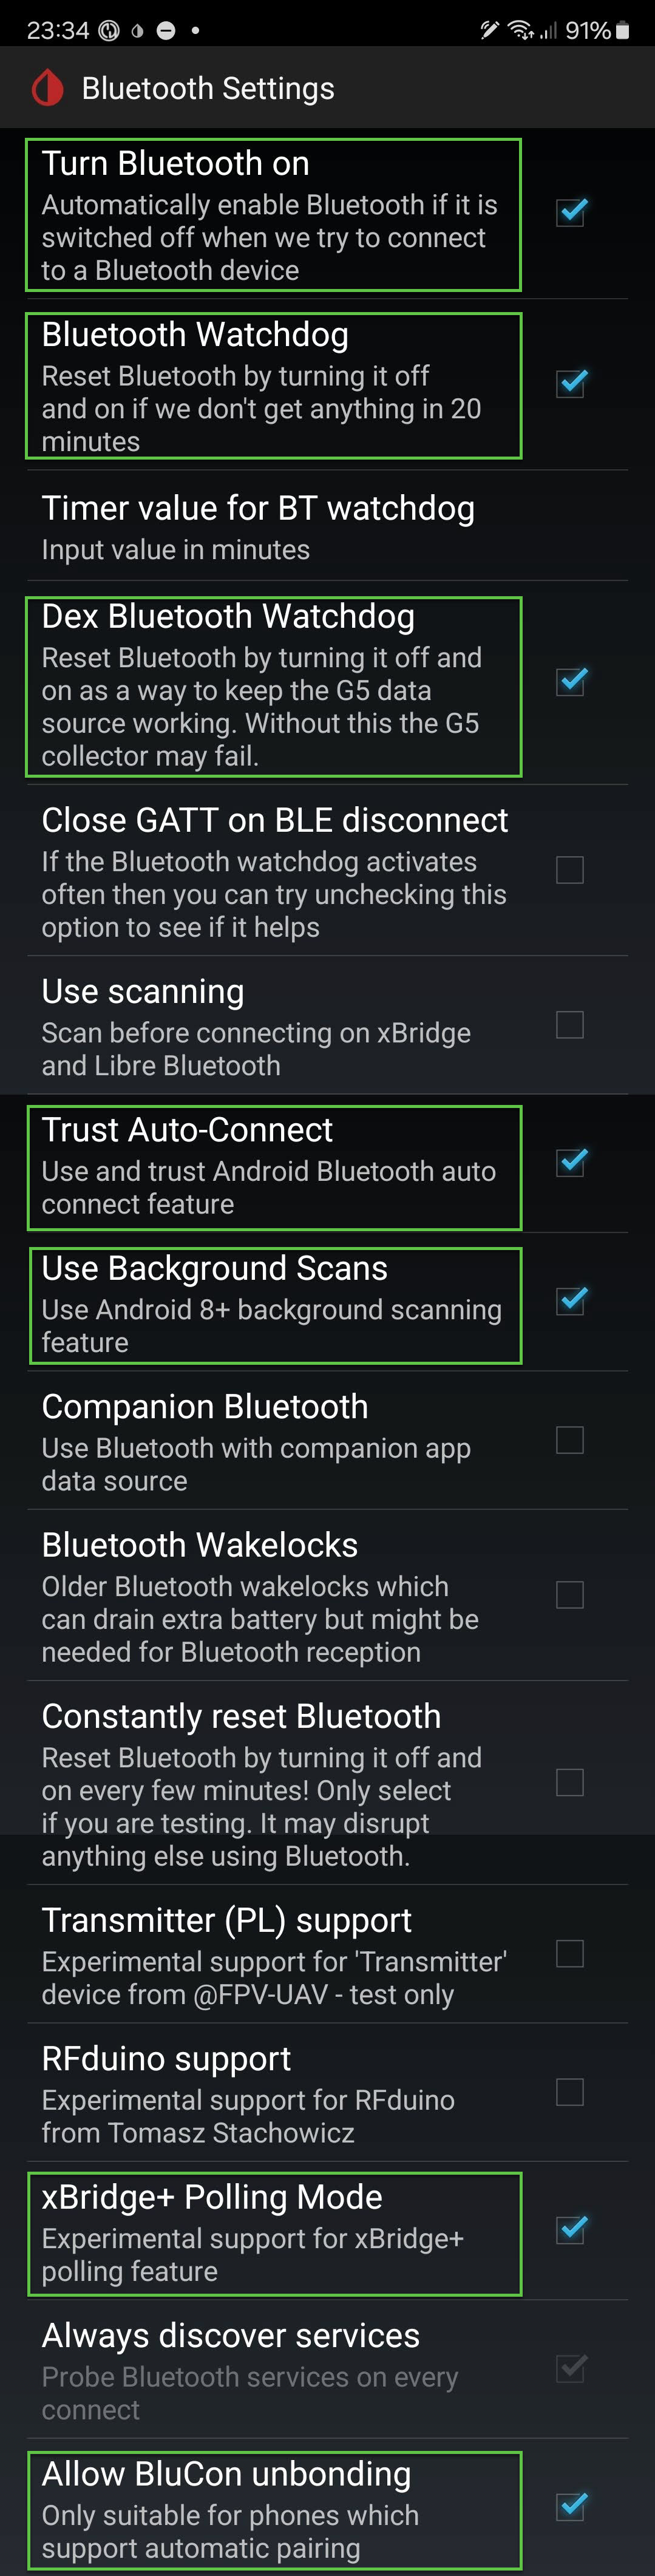 23:34
91%
Bluetooth Settings
Turn Bluetooth on
Automatically enable Bluetooth if it is
switched off when we try to connect
to a Bluetooth device
Bluetooth Watchdog
Reset Bluetooth by turning it off
and on if we don't get anything in 20
minutes
Timer value for BT watchdog
Input value in minutes
Dex Bluetooth Watchdog
Reset Bluetooth by turning it off and
on as a way to keep the G5 data
source working. Without this the G5
collector may fail.
Close GATT on BLE disconnect
If the Bluetooth watchdog activates
often then you can try unchecking this
option to see if it helps
Use scanning
Scan before connecting on xBridge
and Libre Bluetooth
Trust Auto-Connect
Use and trust Android Bluetooth auto
connect feature
Use Background Scans
Use Android 8+ background scanning
feature
Companion Bluetooth
Use Bluetooth with companion app
data source
Bluetooth Wakelocks
Older Bluetooth wakelocks which
can drain extra battery but might be
needed for Bluetooth reception
Constantly reset Bluetooth
Reset Bluetooth by turning it off and
on every few minutes! Only select
if you are testing. It may disrupt
anything else using Bluetooth.
Transmitter (PL) support
Experimental support for 'Transmitter'
device from @FPV-UAV - test only
RFduino support
Experimental support for RFduino
from Tomasz Stachowicz
xBridge+ Polling Mode
Experimental support for xBridge+
polling feature
Always discover services
Probe Bluetooth services on every
connect
Allow BluCon unbonding
Only suitable for phones which
support automatic pairing